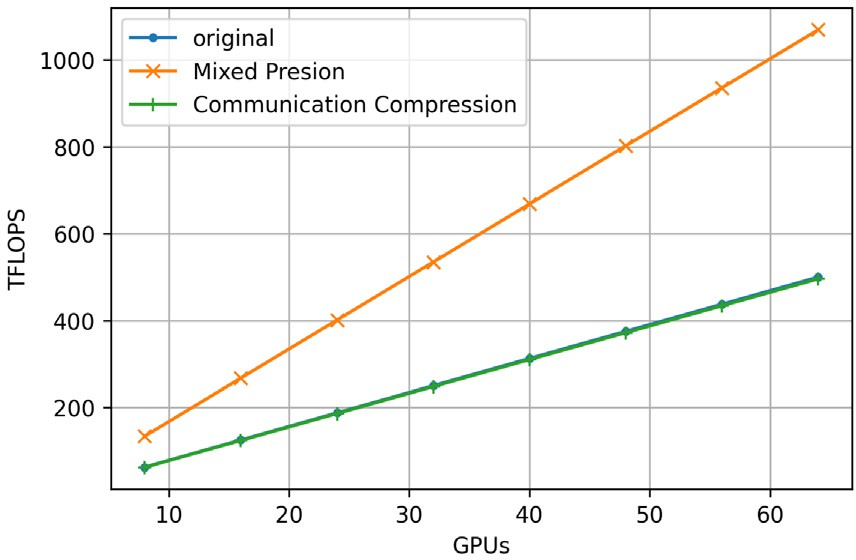 original
Mixed Presion
Communication Compression
1000
800
600
400
200
TFLOPS
10 20 30 40 50 60
GPUs